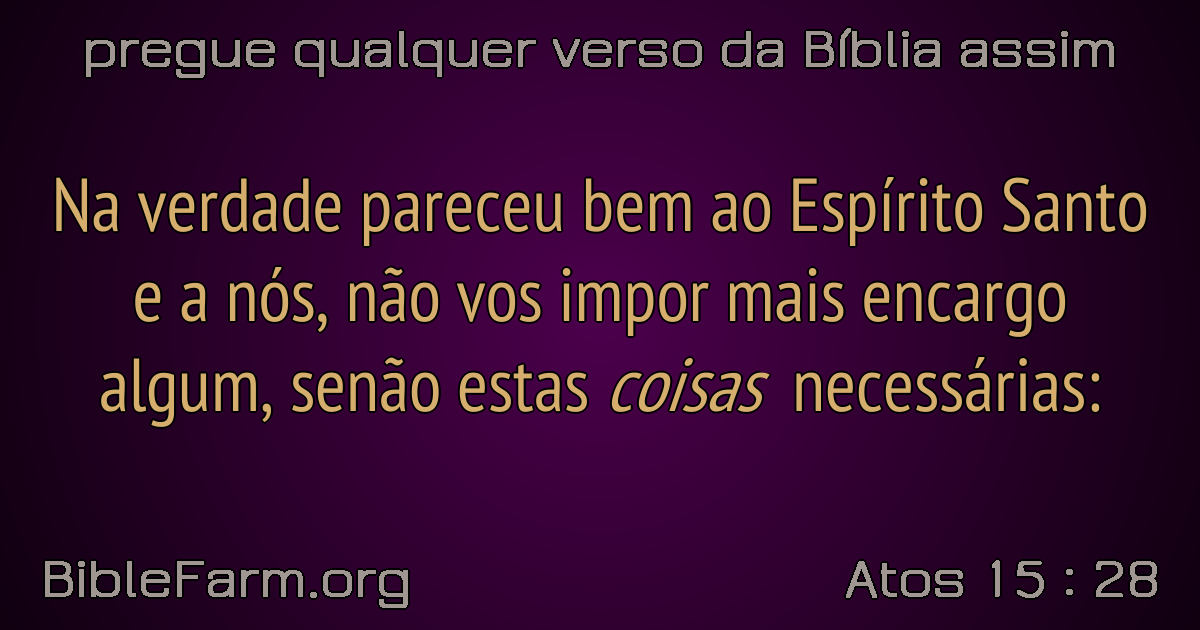 pregue qualquer verso da Bíblia assim
Na verdade pareceu bem ao Espírito Santo
e a nós, não vos impor mais encargo
algum, senão estas coisas necessárias:
BibleFarm.org
Atos 15 : 28